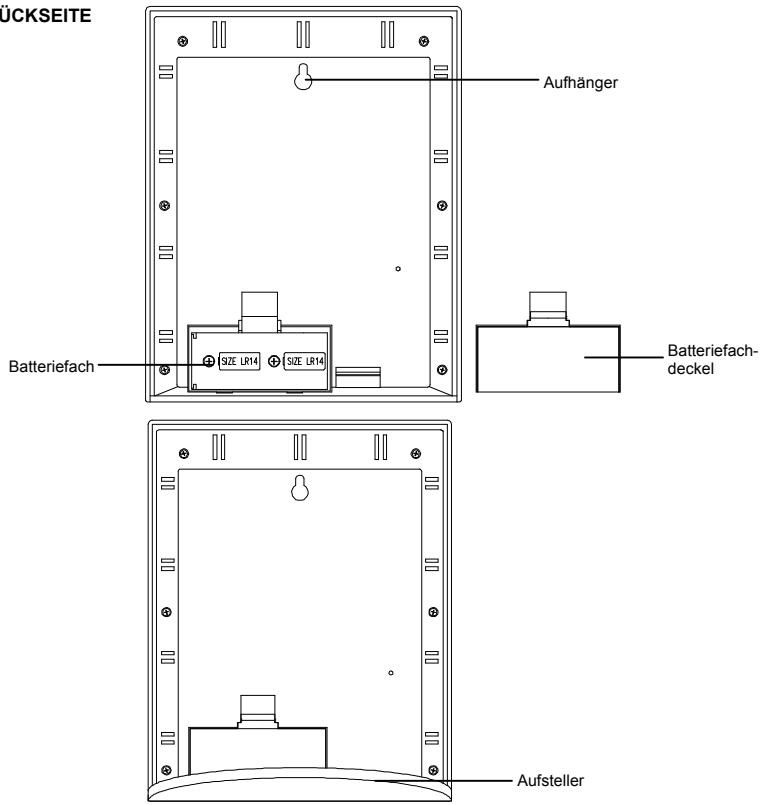 ÜCKSEITE
Aufhänger
Batteriefach
SIZE LR14
SIZE LR14
Batteriefach-
deckel
Aufsteller